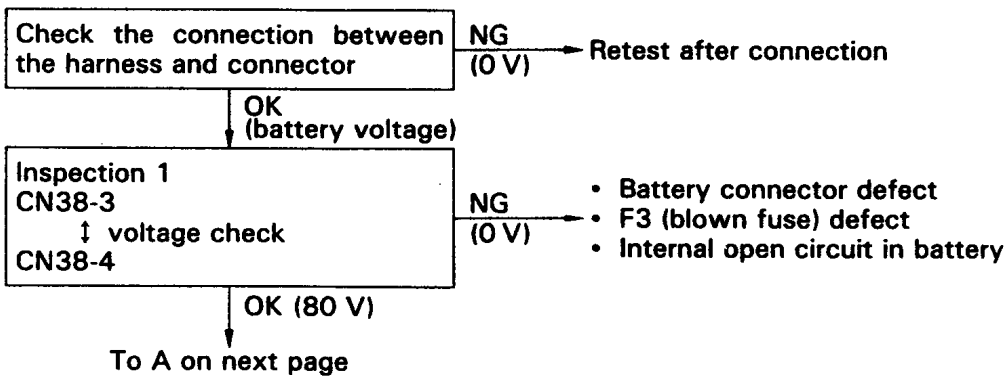 Check the connection between
the harness and connector
NG
(0 V)
Retest after connection
OK
(battery voltage)
Inspection 1
CN38-3
↕ voltage check
CN38-4
NG
(0 V)
• Battery connector defect
• F3 (blown fuse) defect
• Internal open circuit in battery
OK (80 V)
To A on next page